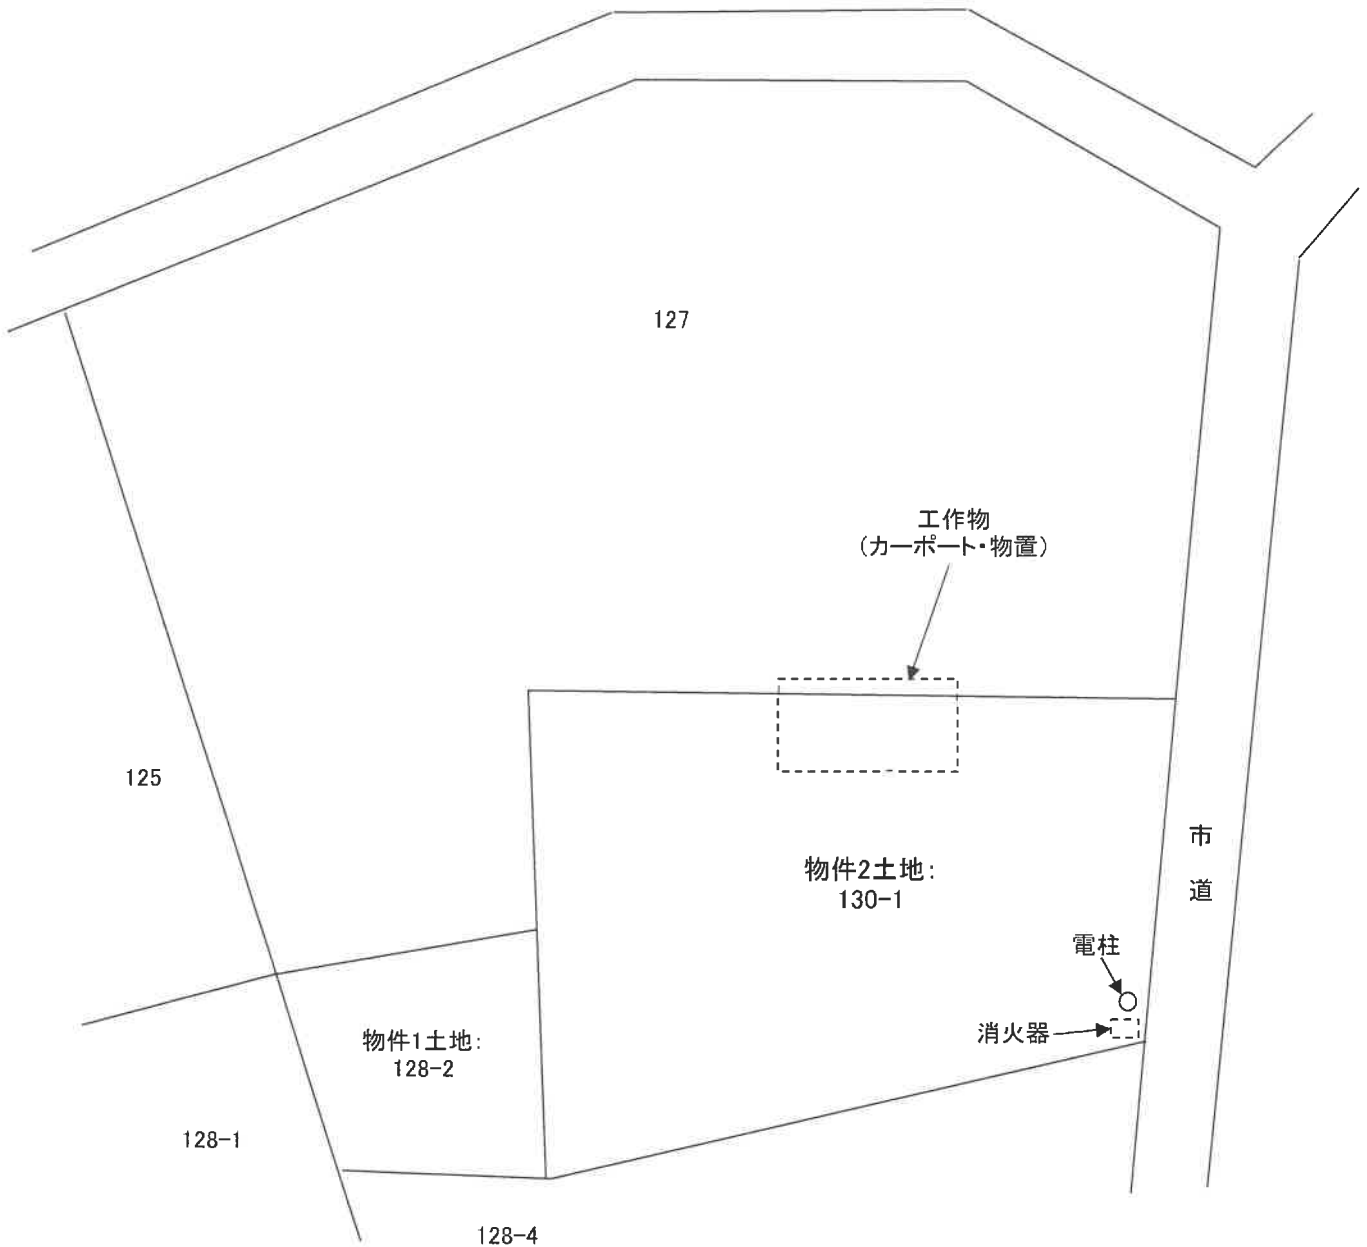 127
工作物
（カーポート・物置）
125
市
道
物件2土地：
130-1
電柱
消火器
物件1土地：
128-2
128-1
128-4